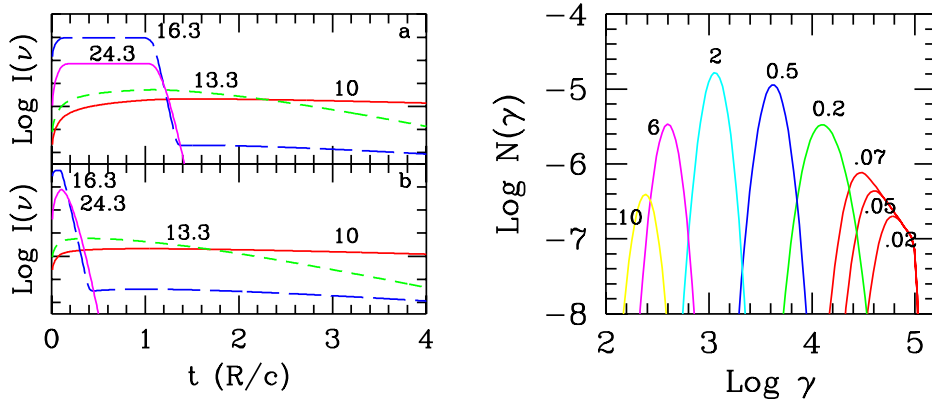 Log I(ν)
16.3
a
24.3
13.3
10
Log I(ν)
16.3
b
24.3
13.3
10
0 1 2 3 4
t (R/c)
Log N(γ)
−4
−5
−6
−7
−8
2
0.5
6
0.2
10
.07
.05
.02
2 3 4 5
Log γ